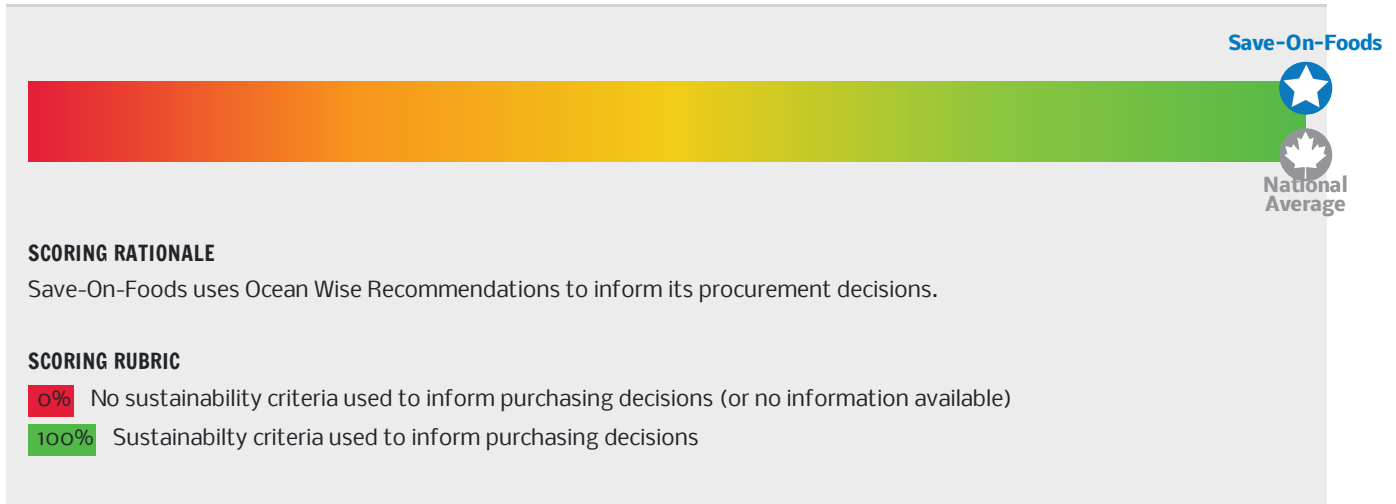 Save-On-Foods
National
Average
SCORING RATIONALE
Save-On-Foods uses Ocean Wise Recommendations to inform its procurement decisions.
SCORING RUBRIC
0% No sustainability criteria used to inform purchasing decisions (or no information available)
100% Sustainabilty criteria used to inform purchasing decisions